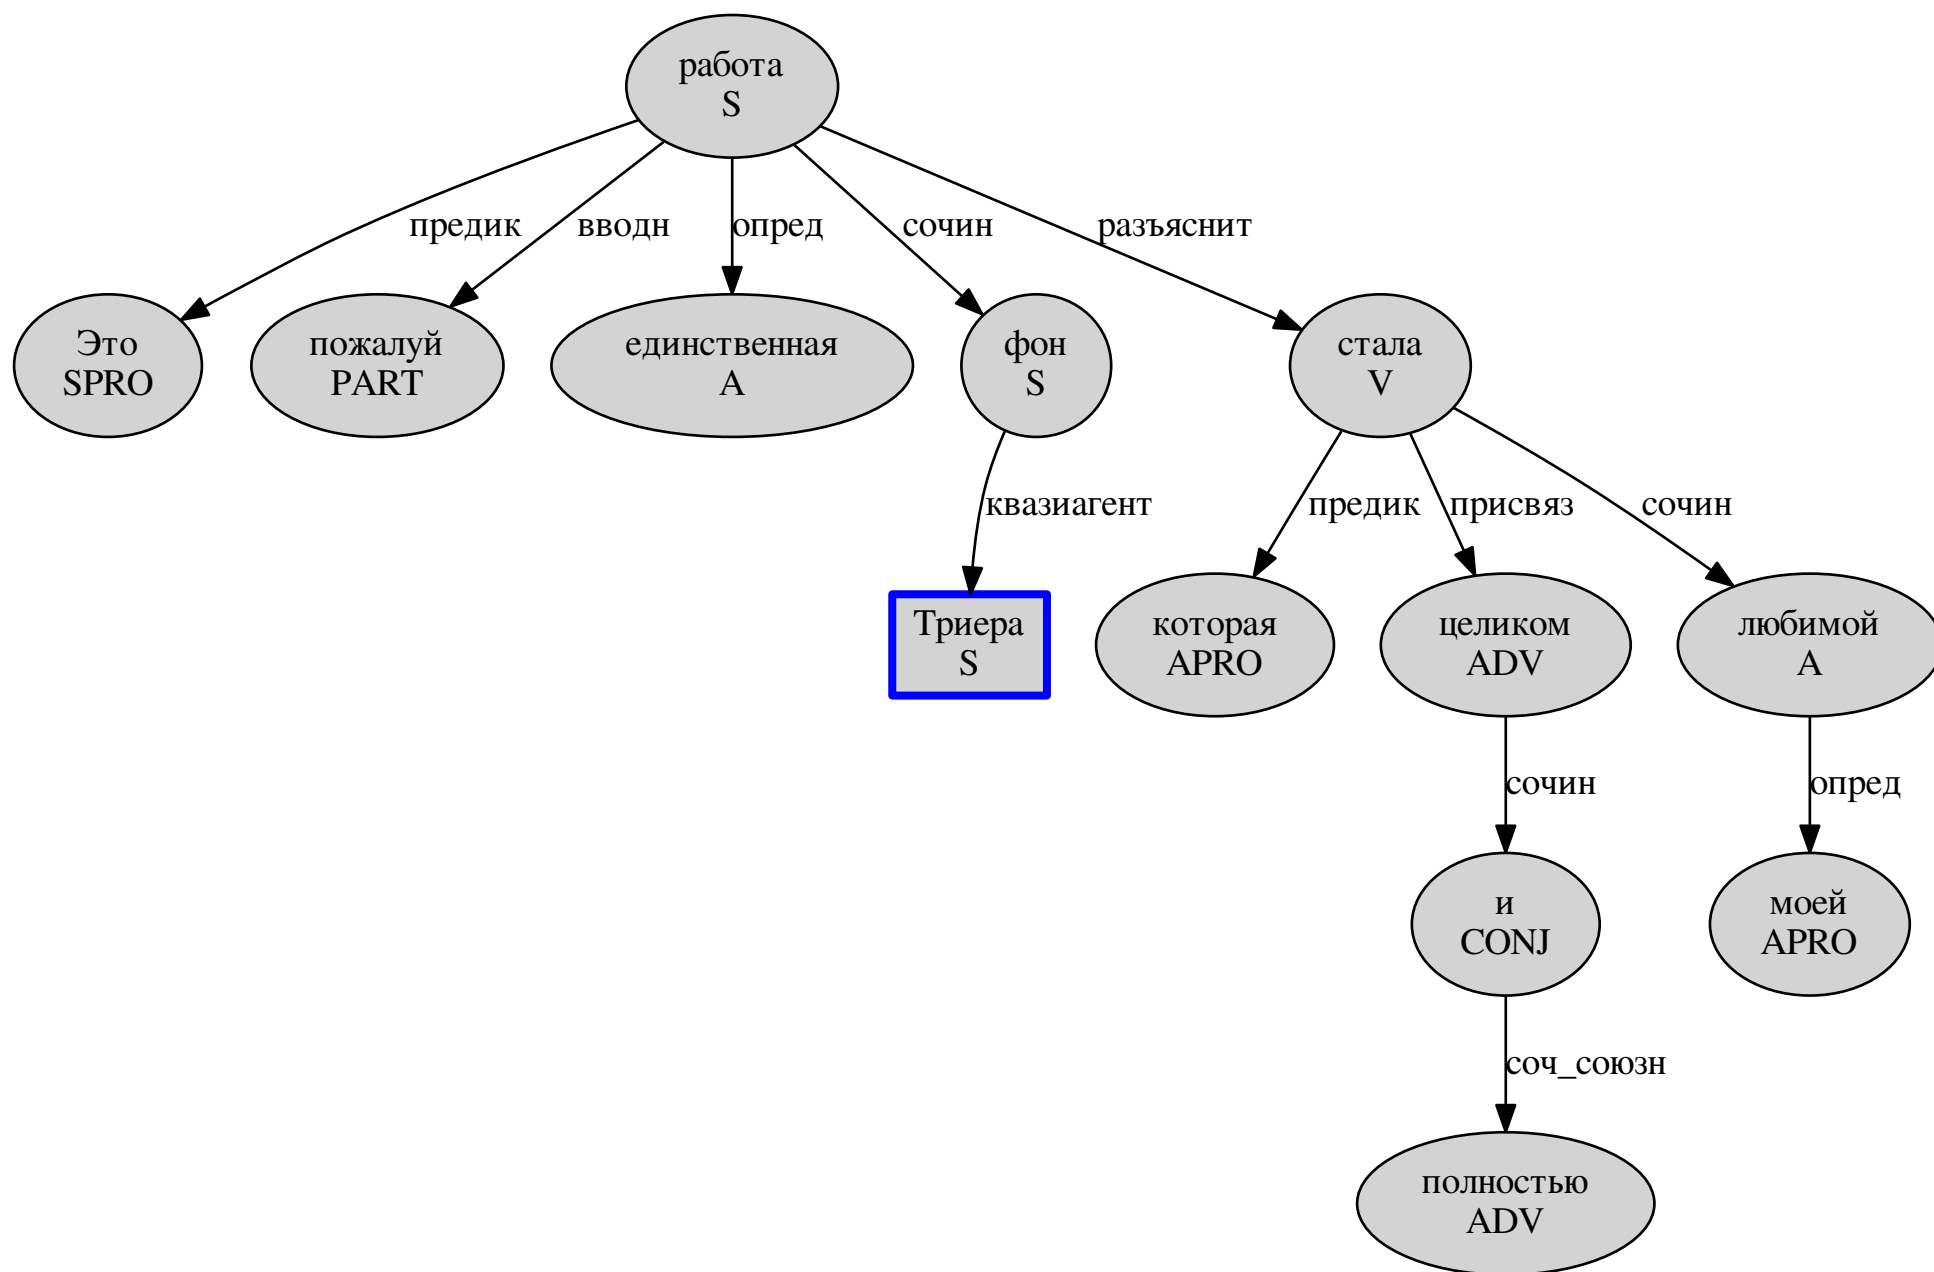 работа
S
предик
вводн
опред
сочин
разъяснит
Это
SPRO
пожалуй
PART
единственная
A
фон
S
стала
V
квазиагент
предик
присвяз
сочин
Триера
S
которая
APRO
целиком
ADV
любимой
A
сочин
опред
и
CONJ
моей
APRO
соч_союзн
полностью
ADV